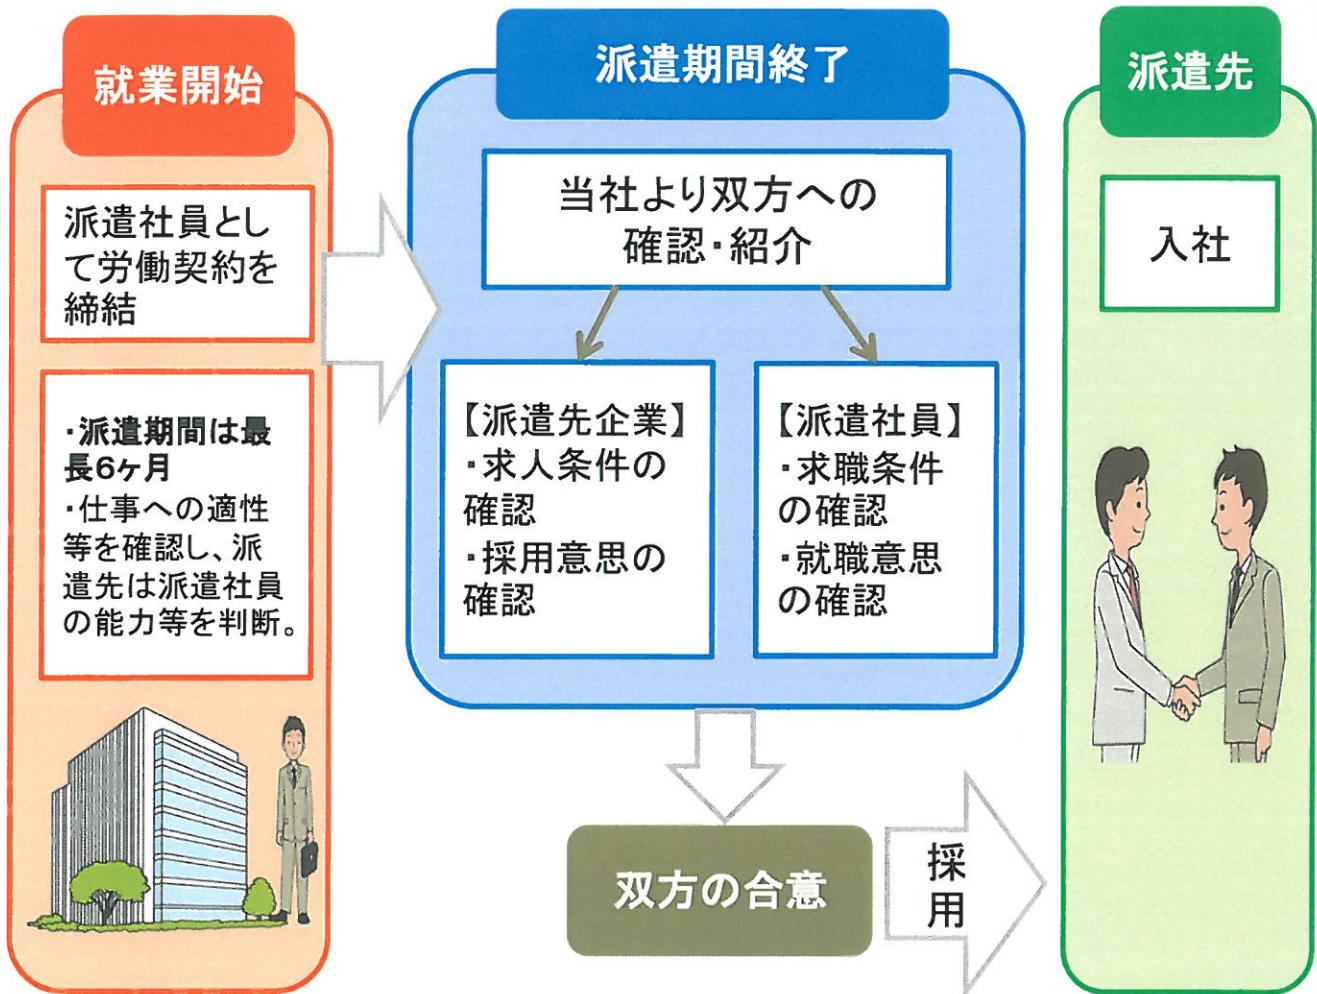 就業開始
派遣社員とし
て労働契約を
締結
・派遣期間は最
長6ヶ月
・仕事への適性
等を確認し、派
遣先は派遣社員
の能力等を判断。
派遣期間終了
当社より双方への
確認・紹介
【派遣先企業】
・求人条件の
確認
・採用意思の
確認
【派遣社員】
・求職条件
の確認
・就職意思
の確認
双方の合意
採
用
派遣先
入社